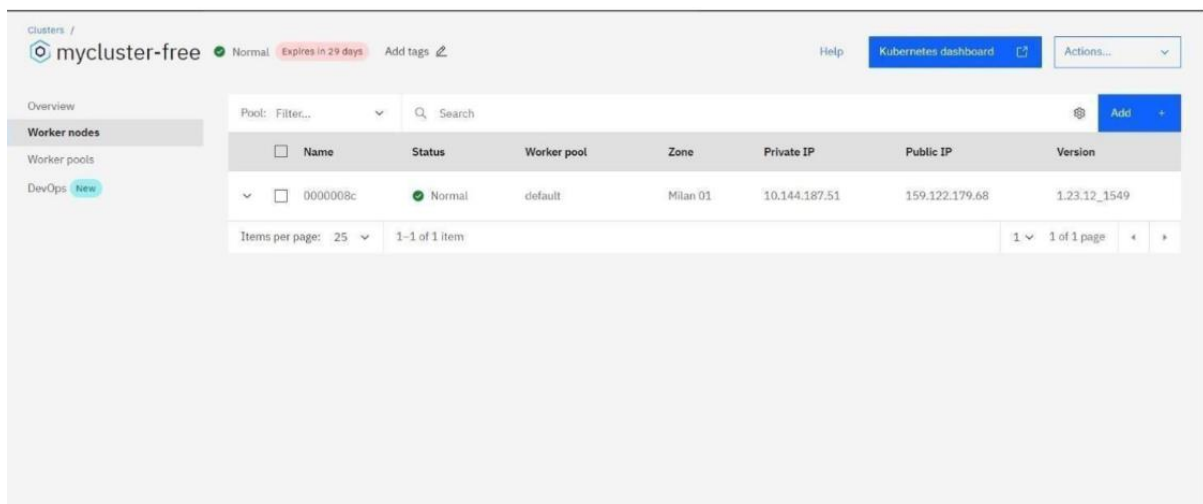 Clusters /
mycluster-free Normal Expires in 29 days Add tags Help Kubernetes dashboard Actions...
Overview
Worker nodes
Worker pools
DevOps New
Pool: Filter... Search Add +
Name Status Worker pool Zone Private IP Public IP Version
0000008c Normal default Milan 01 10.144.187.51 159.122.179.68 1.23.12_1549
Items per page: 25 1–1 of 1 item 1 1 of 1 page